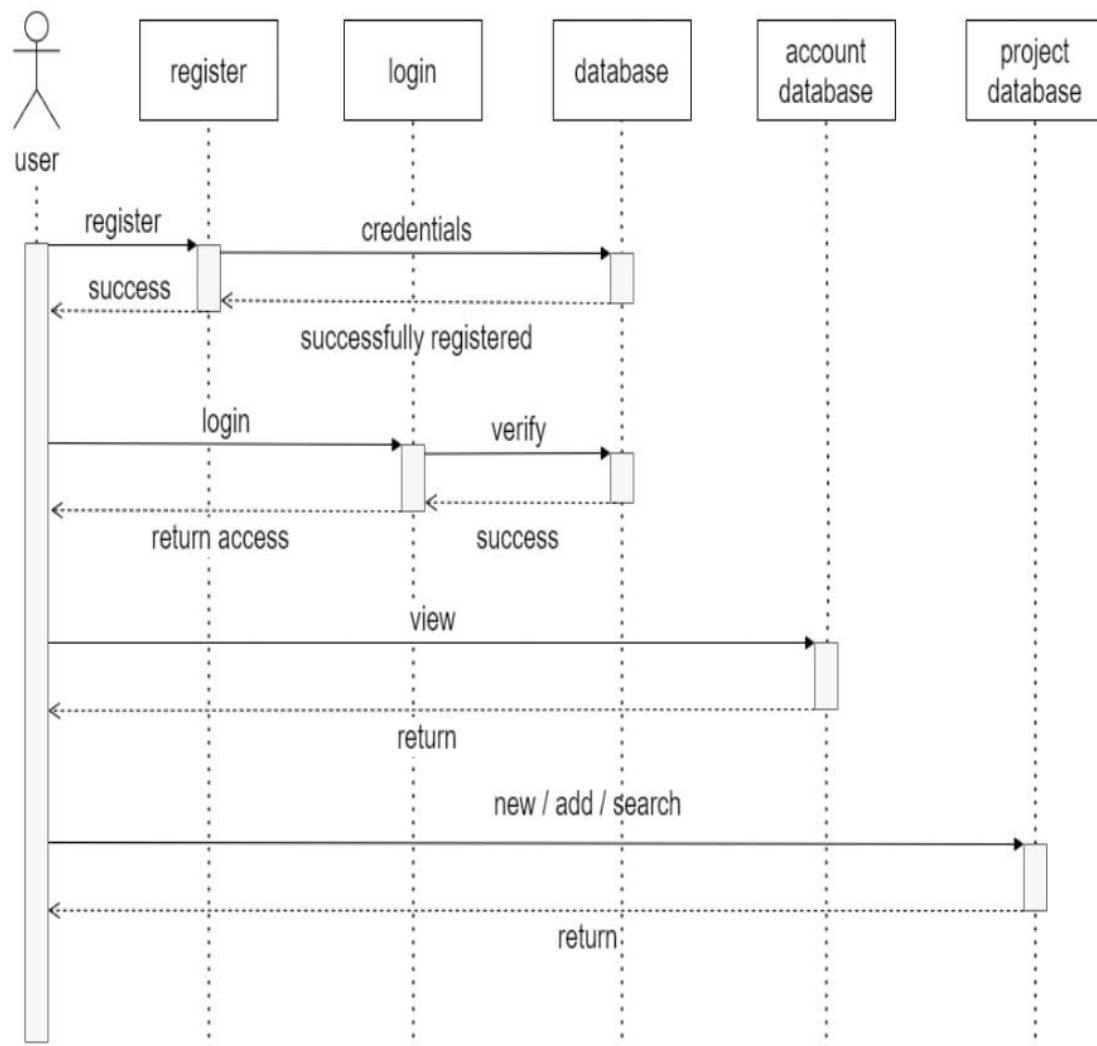 register
login
database
account
database
project
database
user
register
credentials
success
successfully registered
login
verify
return access
success
view
return
new / add / search
return